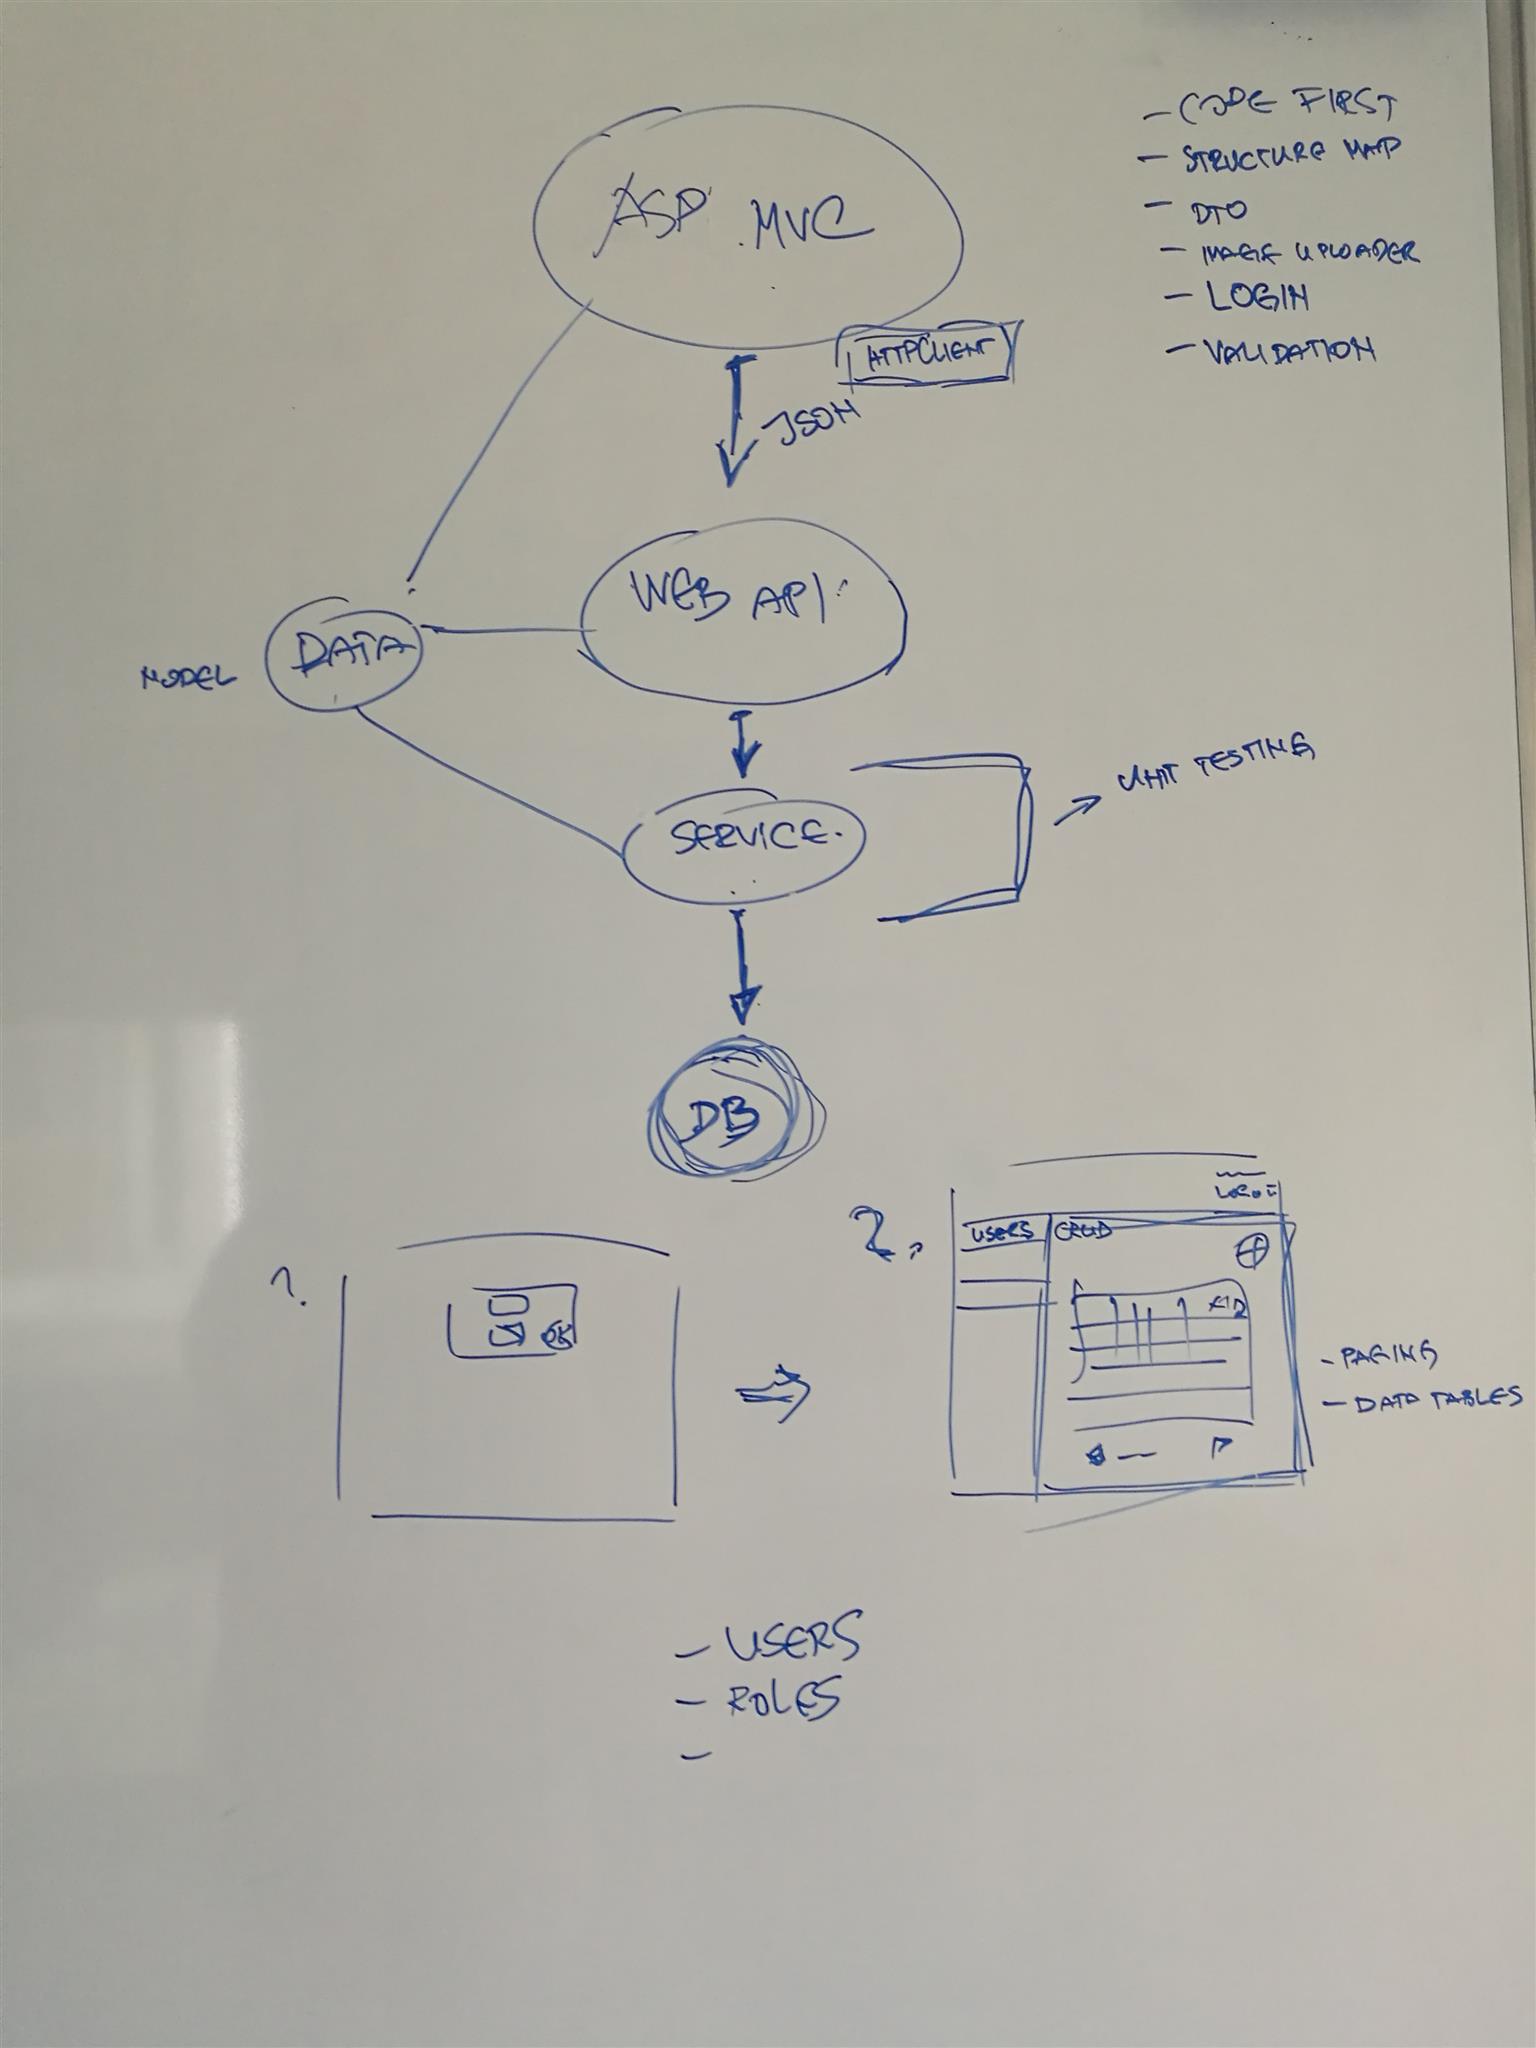 ASP .MVC
HTTPCLIENT
JSON
- CODE FIRST
- STRUCTURE MAP
- DTO
- IMAGE UPLOADER
- LOGIN
- VALIDATION
WEB API
DATA
MODEL
SERVICE.
UNIT TESTING
DB
1.
OK
2.
USERS
CRUD
- PAGING
- DATA TABLES
- USERS
- ROLES
-